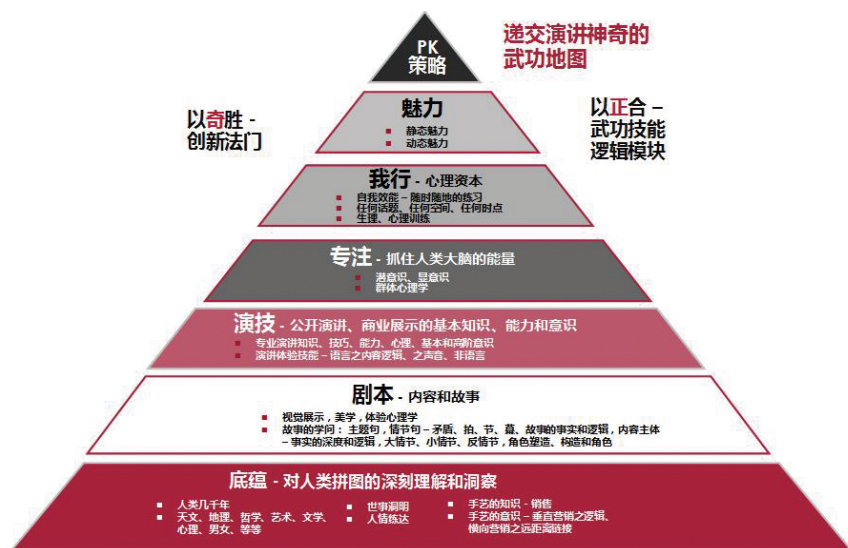 递交演讲神奇的
武功地图
PK
策略
以奇胜 -
创新法门
以正合 –
武功技能
逻辑模块
魅力
■ 静态魅力
■ 动态魅力
我行 - 心理资本
■ 自我效能 – 随时随地的练习
■ 任何话题、任何空间、任何时点
■ 生理、心理训练
专注 - 抓住人类大脑的能量
■ 潜意识、显意识
■ 群体心理学
演技 - 公开演讲、商业展示的基本知识、能力和意识
■ 专业演讲知识、技巧、能力、心理、基本和高阶意识
■ 演讲体验技能 – 语言之内容逻辑、之声音、非语言
剧本 - 内容和故事
■ 视觉展示，美学，体验心理学
■ 故事的学问：主题句，情节句 – 矛盾、拍、节、幕、故事的事实和逻辑，内容主体
– 事实的深度和逻辑，大情节、小情节、反情节，角色塑造、构造和角色
底蕴 - 对人类拼图的深刻理解和洞察
■ 人类几千年
■ 天文、地理、哲学、艺术、文学、
心理、男女、等等
■ 世事洞明
■ 人情练达
■ 手艺的知识 - 销售
■ 手艺的意识 – 垂直营销之逻辑、
横向营销之远距离链接